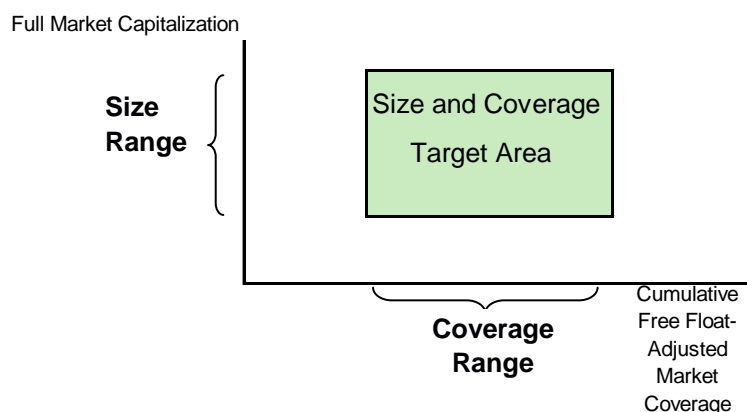 Full Market Capitalization
Size
Range
Size and Coverage
Target Area
Coverage
Range
Cumulative
Free Float-
Adjusted
Market
Coverage